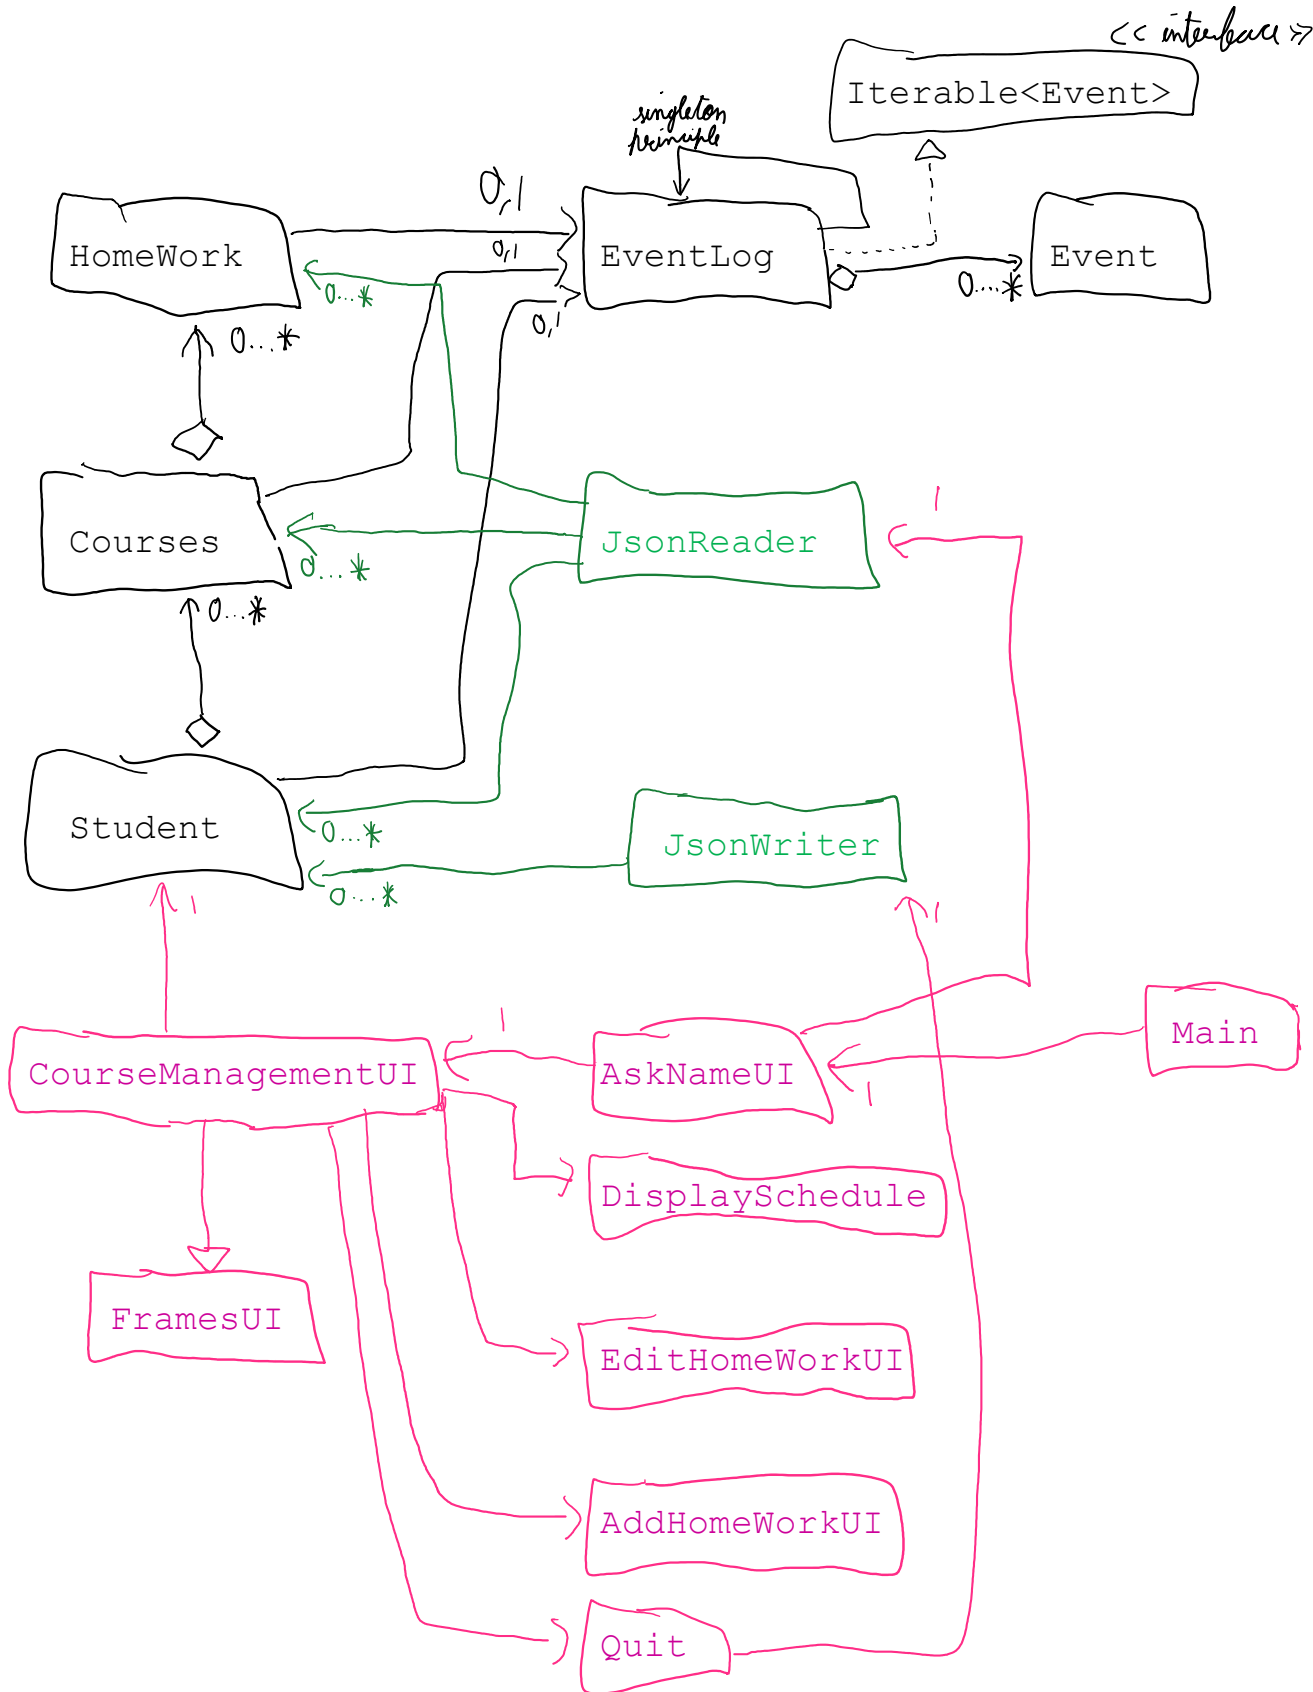 << interface >>
Iterable<Event>
singleton
principle
0,1
HomeWork
0,1
EventLog
Event
0...*
0...*
0,1
0...*
1
Courses
JsonReader
0...*
0...*
Student
0...*
JsonWriter
0...*
1
1
1
Main
CourseManagementUI
AskNameUI
1
DisplaySchedule
FramesUI
EditHomeWorkUI
AddHomeWorkUI
Quit